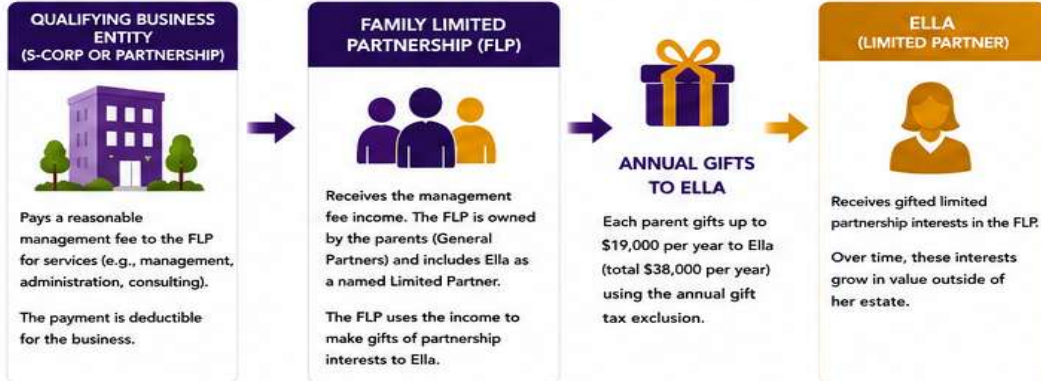 QUALIFYING BUSINESS
ENTITY
(S-CORP OR PARTNERSHIP)
Pays a reasonable
management fee to the FLP
for services (e.g., management,
administration, consulting).
The payment is deductible
for the business.
FAMILY LIMITED
PARTNERSHIP (FLP)
Receives the management
fee income. The FLP is owned
by the parents (General
Partners) and includes Ella as
a named Limited Partner.
The FLP uses the income to
make gifts of partnership
interests to Ella.
ANNUAL GIFTS
TO ELLA
Each parent gifts up to
$19,000 per year to Ella
(total $38,000 per year)
using the annual gift
tax exclusion.
ELLA
(LIMITED PARTNER)
Receives gifted limited
partnership interests in the FLP.
Over time, these interests
grow in value outside of
her estate.